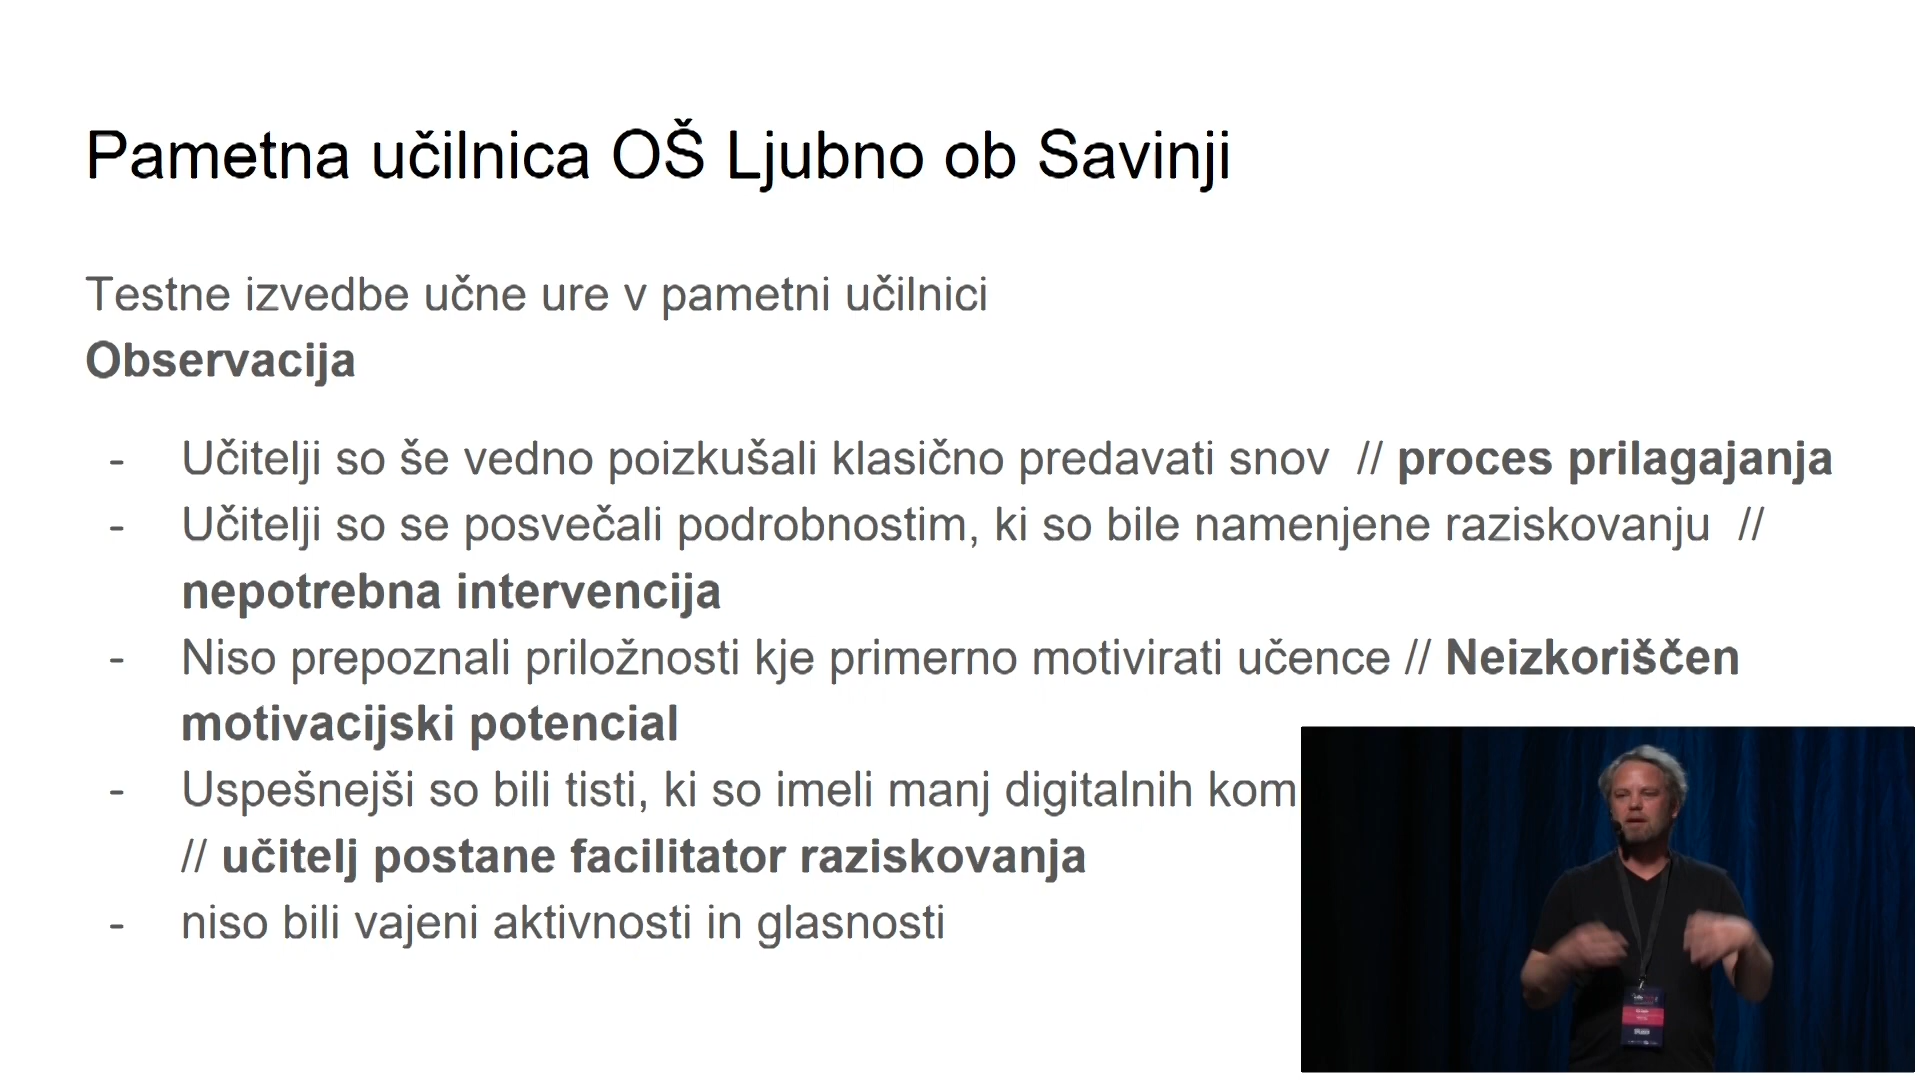 Pametna učilnica OŠ Ljubno ob Savinji
Testne izvedbe učne ure v pametni učilnici
Observacija
- Učitelji so še vedno poizkušali klasično predavati snov // proces prilagajanja
- Učitelji so se posvečali podrobnostim, ki so bile namenjene raziskovanju //
nepotrebna intervencija
- Niso prepoznali priložnosti kje primerno motivirati učence // Neizkoriščen
motivacijski potencial
- Uspešnejši so bili tisti, ki so imeli manj digitalnih kom
// učitelj postane facilitator raziskovanja
- niso bili vajeni aktivnosti in glasnosti